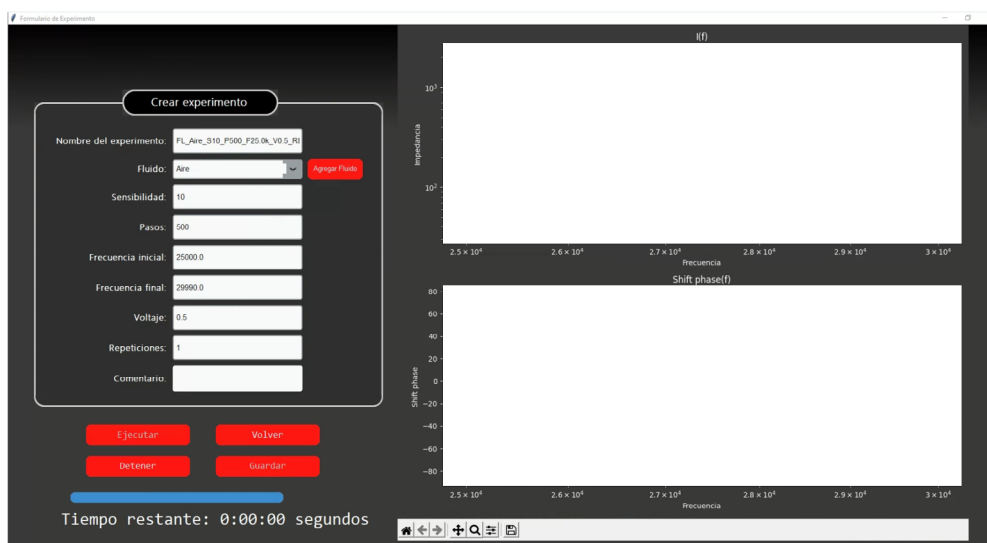 Formulario de Experimento
Crear experimento
Nombre del experimento: FL_Aire_S10_P500_F25.0k_V0.5_RI
Fluido: Aire Agregar Fluido
Sensibilidad: 10
Pasos: 500
Frecuencia inicial: 25000.0
Frecuencia final: 29990.0
Voltaje: 0.5
Repeticiones: 1
Comentario.
Ejecutar Volver
Detener Guardar
Tiempo restante: 0:00:00 segundos
I(f)
Impedancia
10³
10²
2.5 × 10⁴ 2.6 × 10⁴ 2.7 × 10⁴ 2.8 × 10⁴ 2.9 × 10⁴ 3 × 10⁴
Frecuencia
Shift phase(f)
Shift phase
80
60
40
20
0
−20
−40
−60
−80
2.5 × 10⁴ 2.6 × 10⁴ 2.7 × 10⁴ 2.8 × 10⁴ 2.9 × 10⁴ 3 × 10⁴
Frecuencia